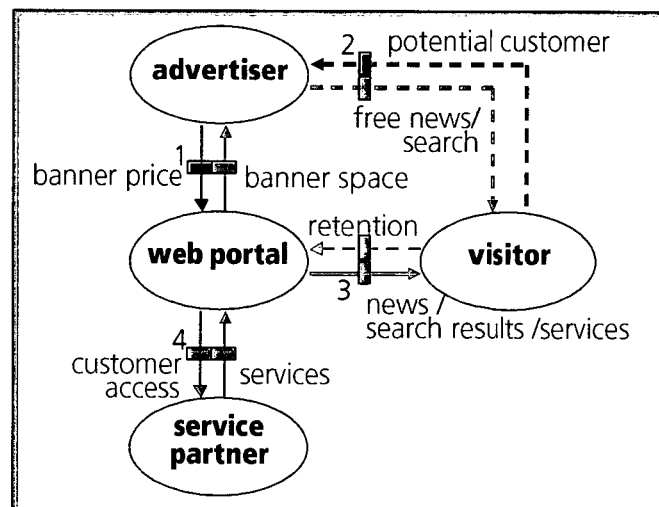 2
potential customer
advertiser
free news/
search
1
banner price
banner space
retention
web portal
visitor
3
news /
search results /services
4
customer
access
services
service
partner